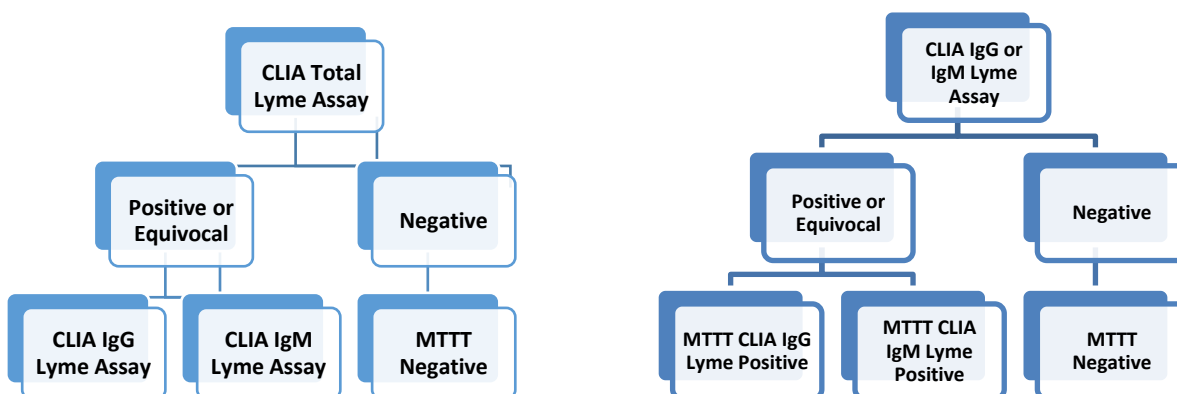 CLIA Total
Lyme Assay
Positive or
Equivocal
Negative
CLIA IgG
Lyme Assay
CLIA IgM
Lyme Assay
MTTT
Negative
CLIA IgG or
IgM Lyme
Assay
Positive or
Equivocal
Negative
MTTT CLIA IgG
Lyme Positive
MTTT CLIA
IgM Lyme
Positive
MTTT
Negative